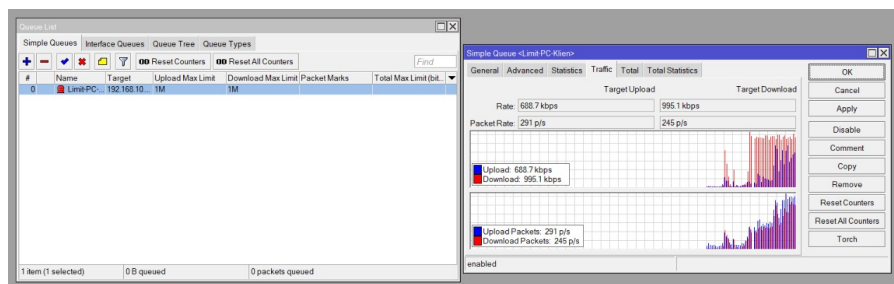 Queue List
Simple Queues Interface Queues Queue Tree Queue Types
00 Reset Counters 00 Reset All Counters Find
# Name Target Upload Max Limit Download Max Limit Packet Marks Total Max Limit (bit...
0 Limit-PC-... 192.168.10... 1M 1M
1 item (1 selected) 0 B queued 0 packets queued
Simple Queue <Limit-PC-Klien>
General Advanced Statistics Traffic Total Total Statistics
Target Upload Target Download
Rate: 688.7 kbps 995.1 kbps
Packet Rate: 291 p/s 245 p/s
Upload: 688.7 kbps
Download: 995.1 kbps
Upload Packets: 291 p/s
Download Packets: 245 p/s
enabled
OK
Cancel
Apply
Disable
Comment
Copy
Remove
Reset Counters
Reset All Counters
Torch